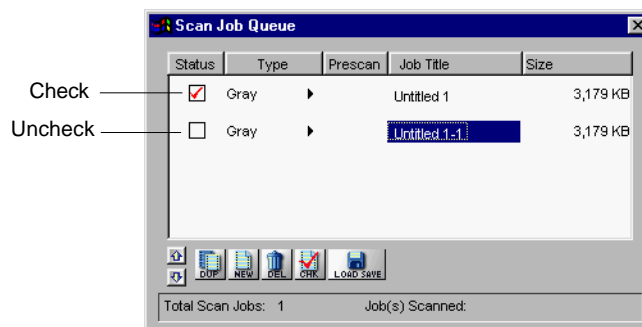 Scan Job Queue
Status Type Prescan Job Title Size
Check Gray Untitled 1 3,179 KB
Uncheck Gray Untitled 1-1 3,179 KB
DUP NEW DEL CHK LOAD SAVE
Total Scan Jobs: 1 Job(s) Scanned: